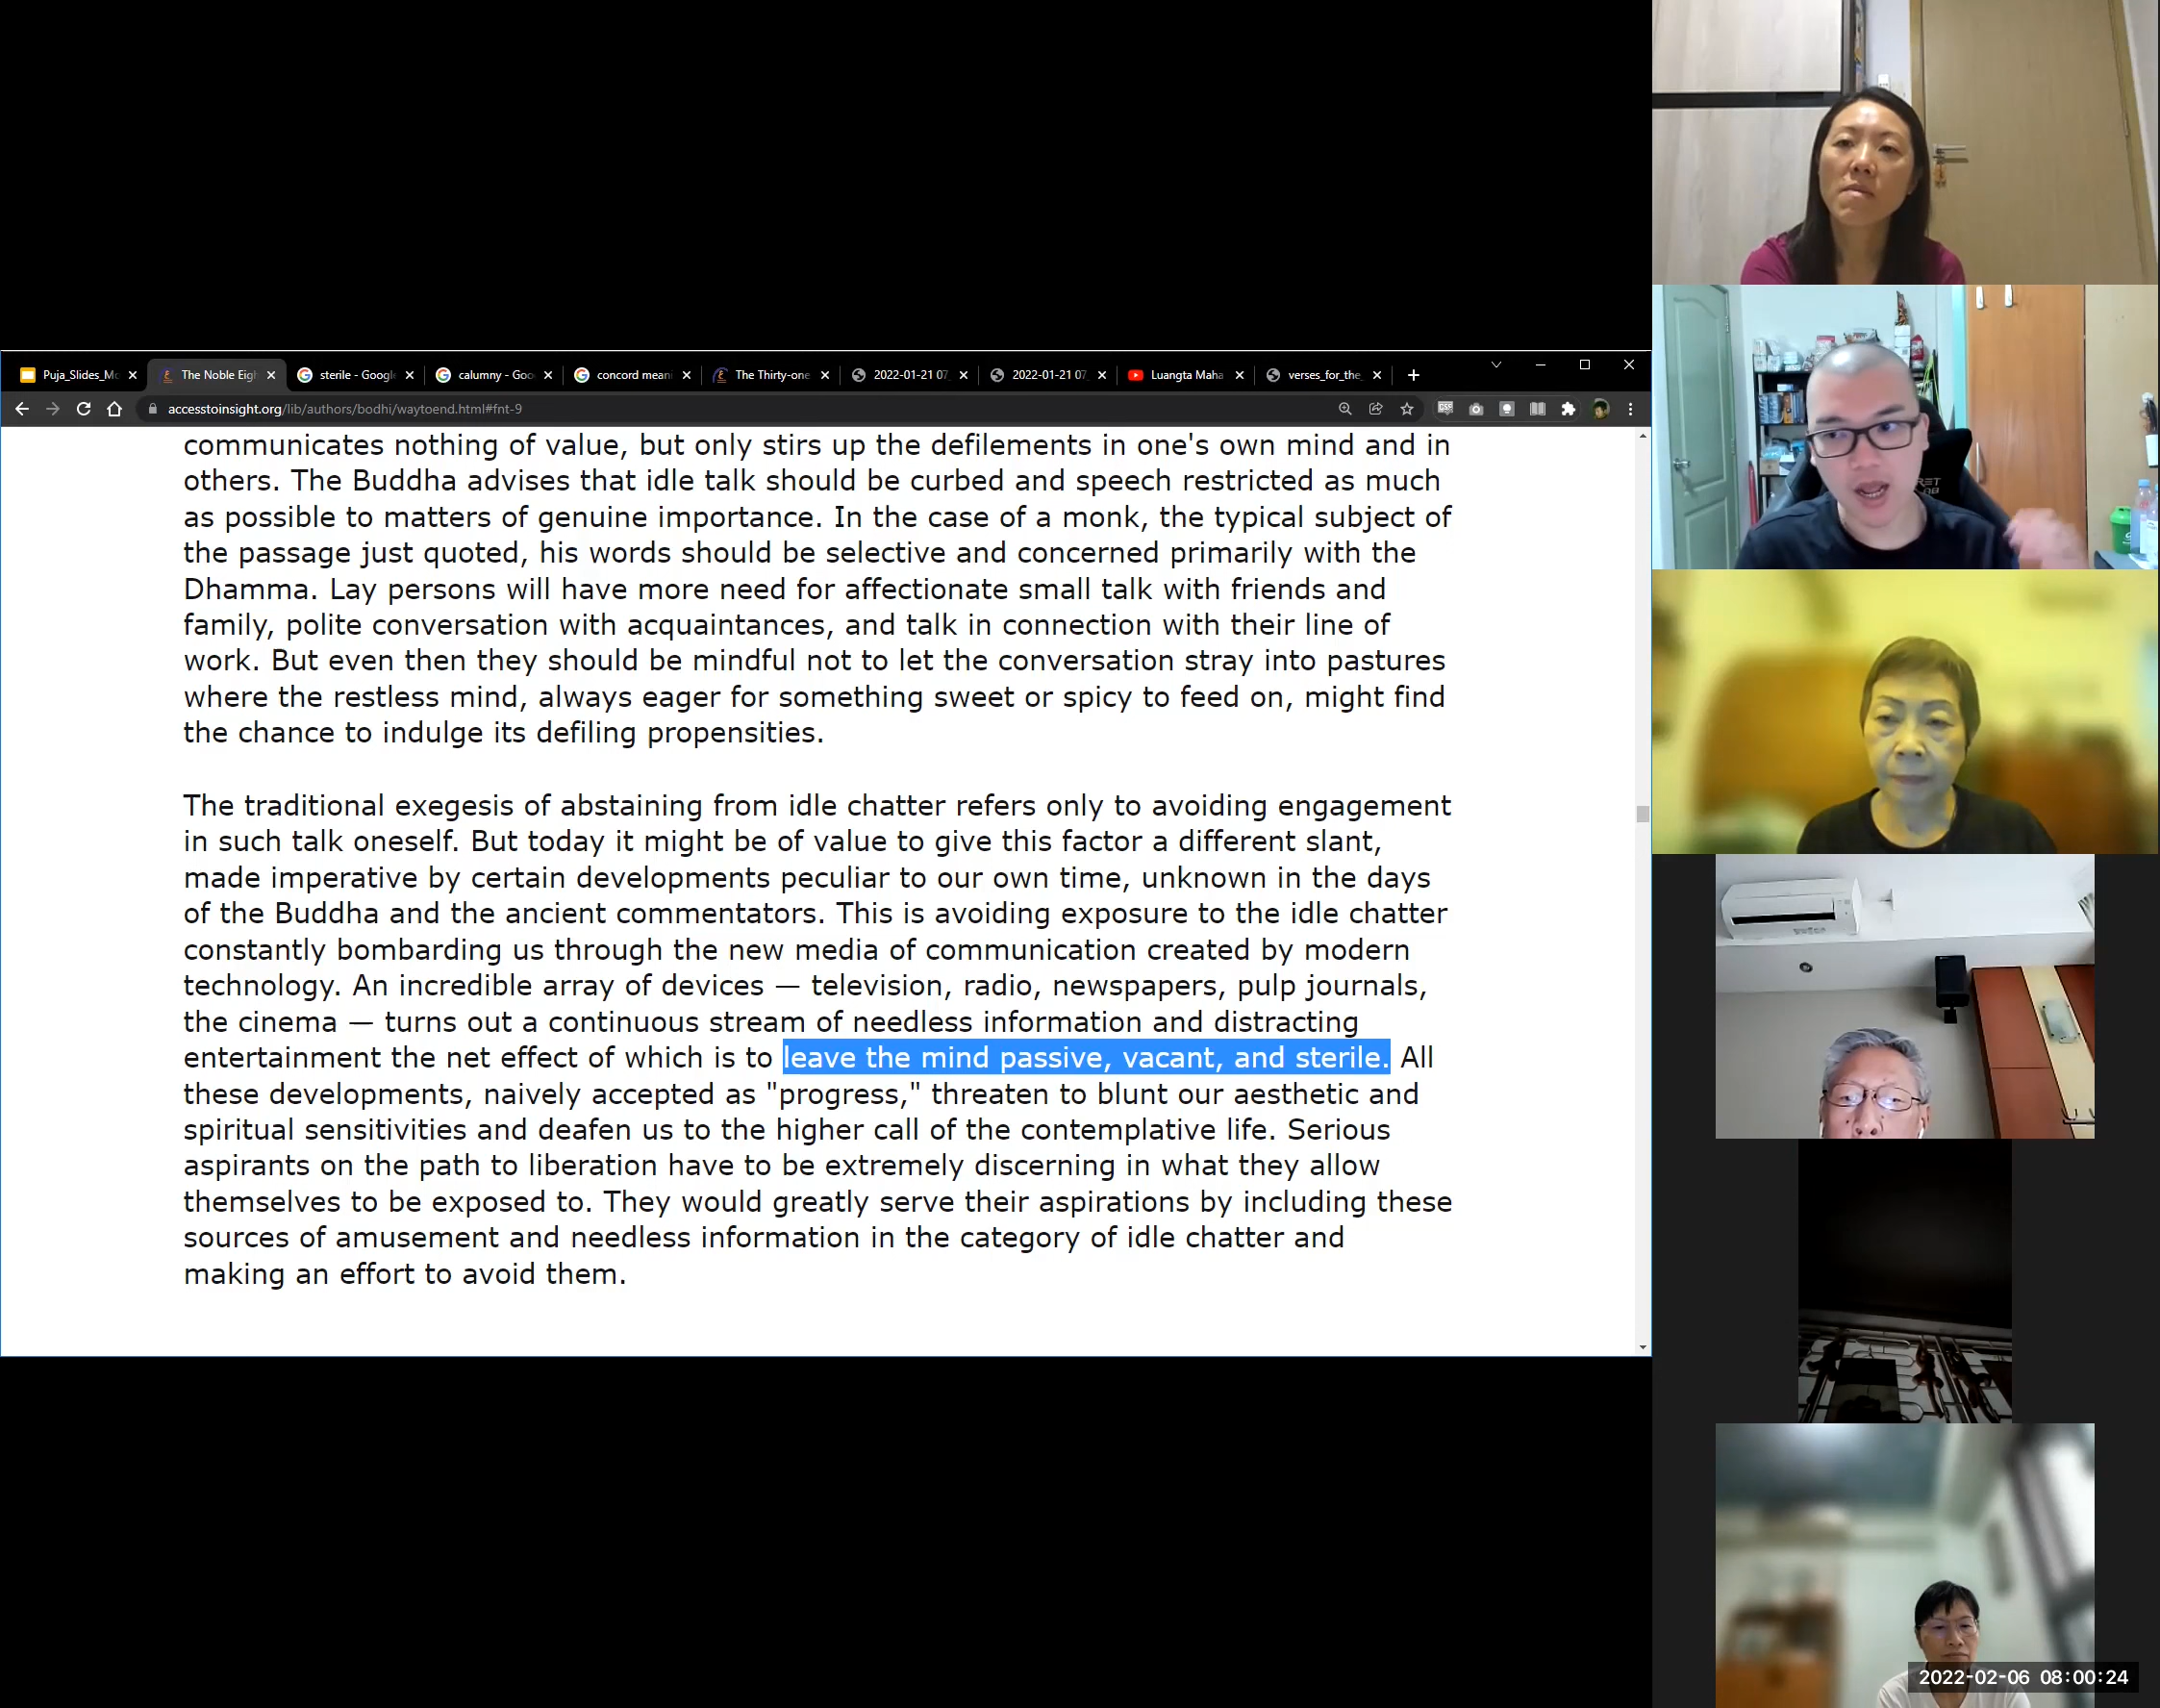 Puja_Slides_Mo
The Noble Eigh
sterile - Google
calumny - Goo
concord meani
The Thirty-one
2022-01-21 07
2022-01-21 07
Luangta Maha
verses_for_the_
accesstoinsight.org/lib/authors/bodhi/waytoend.html#fnt-9
communicates nothing of value, but only stirs up the defilements in one's own mind and in
others. The Buddha advises that idle talk should be curbed and speech restricted as much
as possible to matters of genuine importance. In the case of a monk, the typical subject of
the passage just quoted, his words should be selective and concerned primarily with the
Dhamma. Lay persons will have more need for affectionate small talk with friends and
family, polite conversation with acquaintances, and talk in connection with their line of
work. But even then they should be mindful not to let the conversation stray into pastures
where the restless mind, always eager for something sweet or spicy to feed on, might find
the chance to indulge its defiling propensities.
The traditional exegesis of abstaining from idle chatter refers only to avoiding engagement
in such talk oneself. But today it might be of value to give this factor a different slant,
made imperative by certain developments peculiar to our own time, unknown in the days
of the Buddha and the ancient commentators. This is avoiding exposure to the idle chatter
constantly bombarding us through the new media of communication created by modern
technology. An incredible array of devices — television, radio, newspapers, pulp journals,
the cinema — turns out a continuous stream of needless information and distracting
entertainment the net effect of which is to leave the mind passive, vacant, and sterile. All
these developments, naively accepted as "progress," threaten to blunt our aesthetic and
spiritual sensitivities and deafen us to the higher call of the contemplative life. Serious
aspirants on the path to liberation have to be extremely discerning in what they allow
themselves to be exposed to. They would greatly serve their aspirations by including these
sources of amusement and needless information in the category of idle chatter and
making an effort to avoid them.
2022-02-06 08:00:24